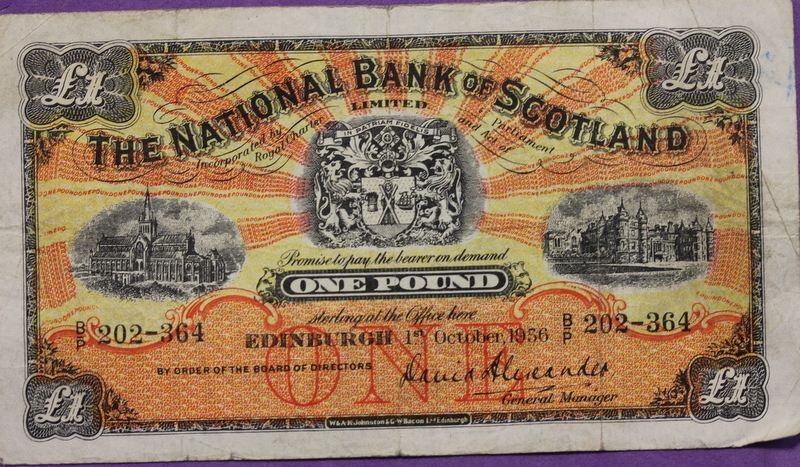 £1 £1
THE NATIONAL BANK OF SCOTLAND
LIMITED
Incorporated by Royal Charter and Act of Parliament
IN PATRIAM FIDELIS
Promise to pay the bearer on demand
ONE POUND
sterling at the Office here
B/P 202-364 B/P 202-364
EDINBURGH 1st October, 1956
ONE
BY ORDER OF THE BOARD OF DIRECTORS
David Alexander
General Manager
£1 £1
W&A.K.Johnston & G.W.Bacon Ltd Edinburgh